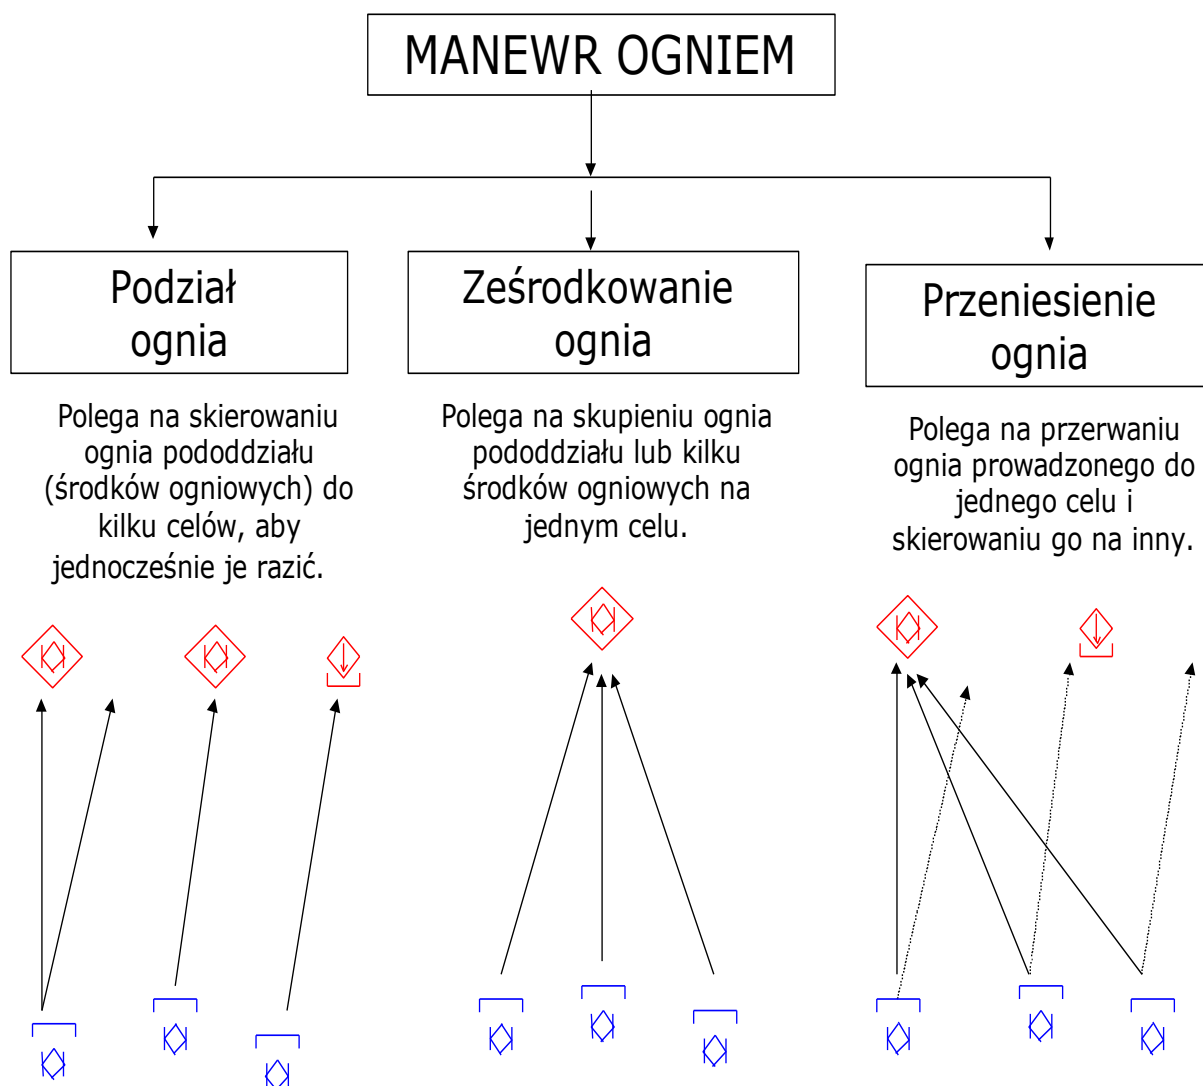 MANEWR OGNIEM
Podział
ognia
Polega na skierowaniu
ognia pododdziału
(środków ogniowych) do
kilku celów, aby
jednocześnie je razić.
Ześrodkowanie
ognia
Polega na skupieniu ognia
pododdziału lub kilku
środków ogniowych na
jednym celu.
Przeniesienie
ognia
Polega na przerwaniu
ognia prowadzonego do
jednego celu i
skierowaniu go na inny.